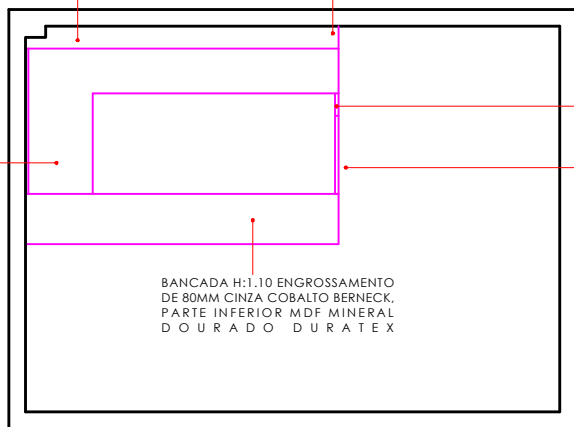 BANCADA H:1.10 ENGROSSAMENTO
DE 80MM CINZA COBALTO BERNECK,
PARTE INFERIOR MDF MINERAL
DOURADO DURATEX